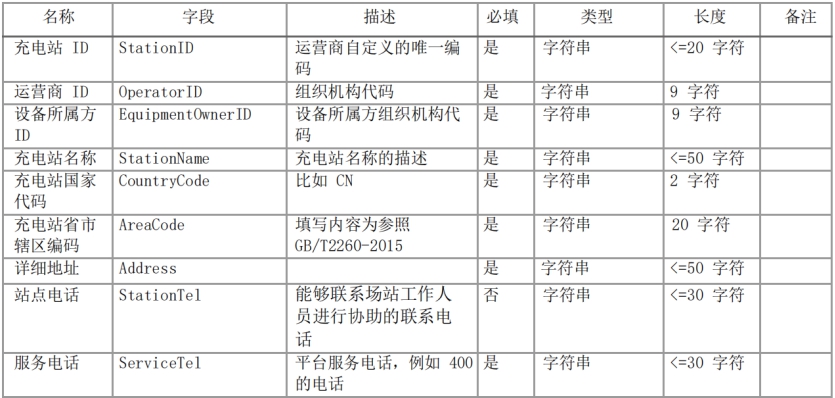 名称 字段 描述 必填 类型 长度 备注
充电站 ID StationID 运营商自定义的唯一编 是 字符串 <=20 字符
码
运营商 ID OperatorID 组织机构代码 是 字符串 9 字符
设备所属方 EquipmentOwnerID 设备所属方组织机构代 是 字符串 9 字符
ID 码
充电站名称 StationName 充电站名称的描述 是 字符串 <=50 字符
充电站国家 CountryCode 比如 CN 是 字符串 2 字符
代码
充电站省市 AreaCode 填写内容为参照 是 字符串 20 字符
辖区编码 GB/T2260-2015
详细地址 Address 是 字符串 <=50 字符
站点电话 StationTel 能够联系场站工作人 否 字符串 <=30 字符
员进行协助的联系电
话
服务电话 ServiceTel 平台服务电话，例如 400 是 字符串 <=30 字符
的电话